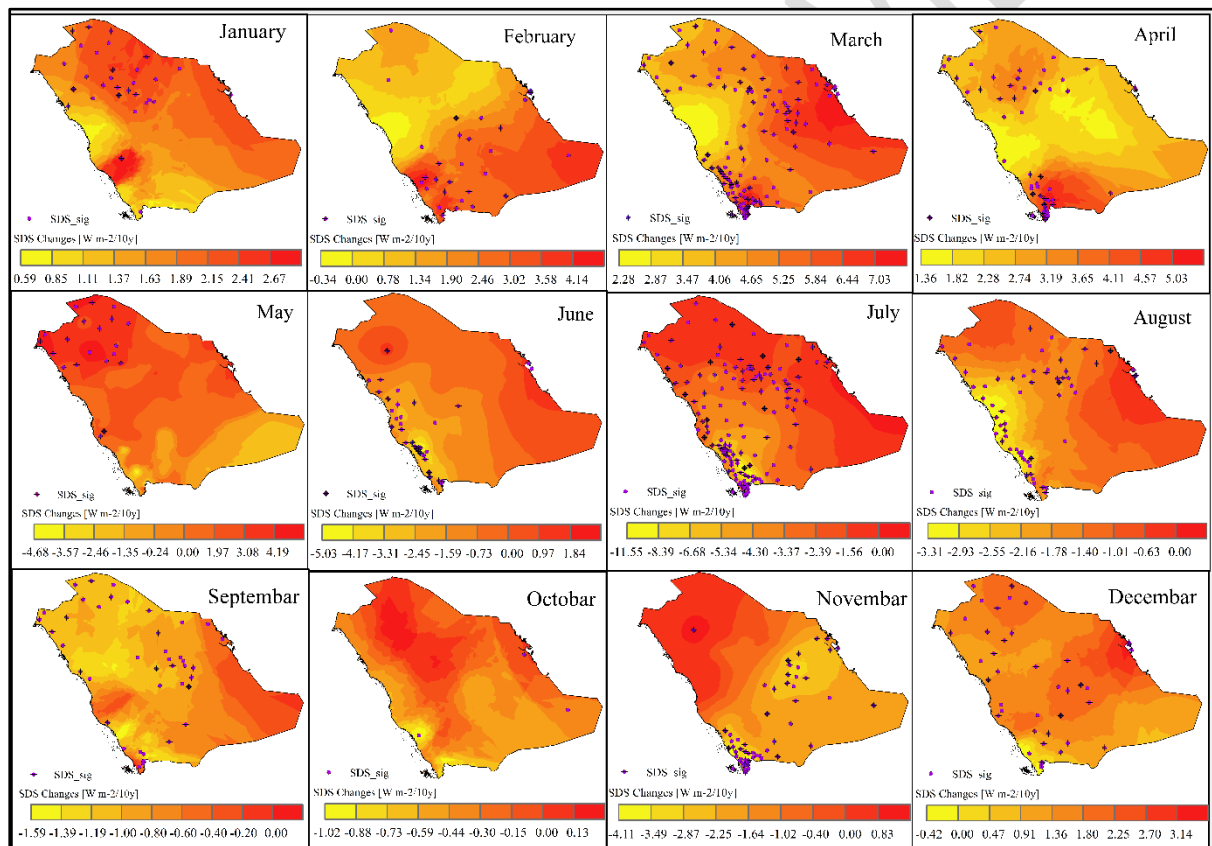 January
SDS_sig
SDS Changes [W m-2/10y]
0.59 0.85 1.11 1.37 1.63 1.89 2.15 2.41 2.67
February
SDS_sig
SDS Changes [W m-2/10y]
-0.34 0.00 0.78 1.34 1.90 2.46 3.02 3.58 4.14
March
SDS_sig
SDS Changes [W m-2/10y]
2.28 2.87 3.47 4.06 4.65 5.25 5.84 6.44 7.03
April
SDS_sig
SDS Changes [W m-2/10y]
1.36 1.82 2.28 2.74 3.19 3.65 4.11 4.57 5.03
May
SDS_sig
SDS Changes [W m-2/10y]
-4.68 -3.57 -2.46 -1.35 -0.24 0.00 1.97 3.08 4.19
June
SDS_sig
SDS Changes [W m-2/10y]
-5.03 -4.17 -3.31 -2.45 -1.59 -0.73 0.00 0.97 1.84
July
SDS_sig
SDS Changes [W m-2/10y]
-11.55 -8.39 -6.68 -5.34 -4.30 -3.37 -2.39 -1.56 0.00
August
SDS_sig
SDS Changes [W m-2/10y]
-3.31 -2.93 -2.55 -2.16 -1.78 -1.40 -1.01 -0.63 0.00
Septembar
SDS_sig
SDS Changes [W m-2/10y]
-1.59 -1.39 -1.19 -1.00 -0.80 -0.60 -0.40 -0.20 0.00
Octobar
SDS_sig
SDS Changes [W m-2/10y]
-1.02 -0.88 -0.73 -0.59 -0.44 -0.30 -0.15 0.00 0.13
Novembar
SDS_sig
SDS Changes [W m-2/10y]
-4.11 -3.49 -2.87 -2.25 -1.64 -1.02 -0.40 0.00 0.83
Decembar
SDS_sig
SDS Changes [W m-2/10y]
-0.42 0.00 0.47 0.91 1.36 1.80 2.25 2.70 3.14